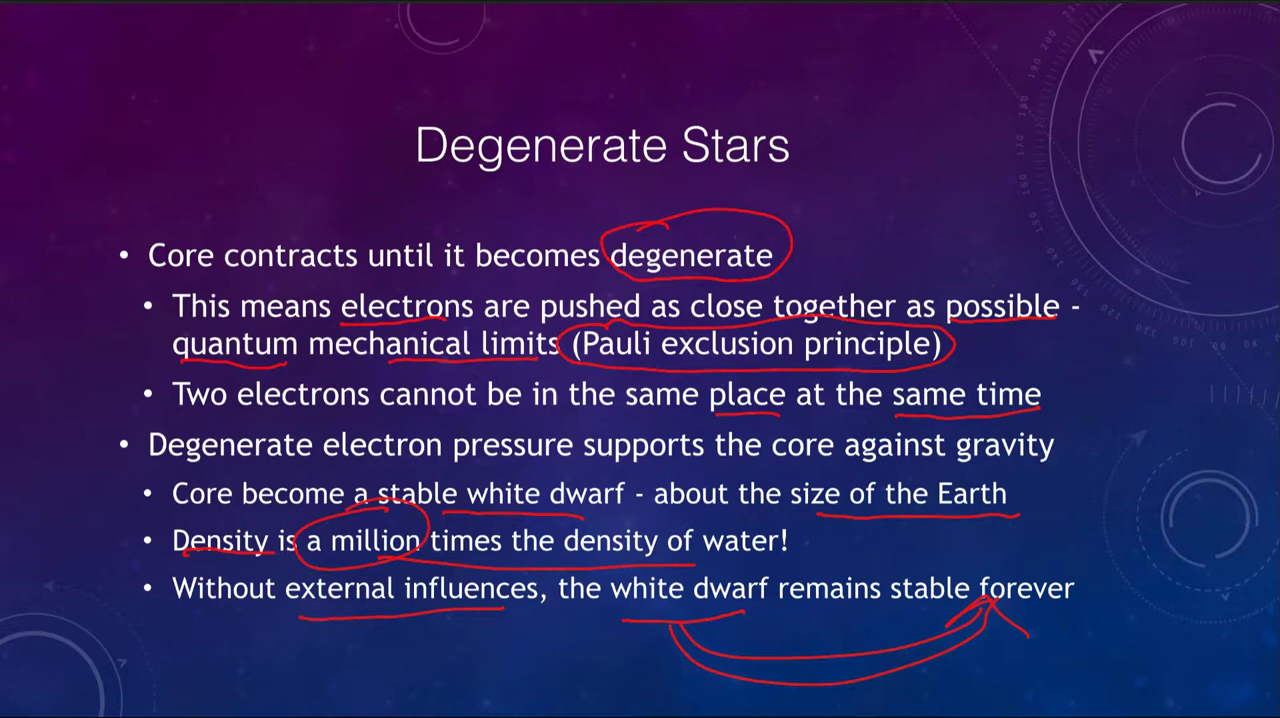 Degenerate Stars
• Core contracts until it becomes degenerate
• This means electrons are pushed as close together as possible -
quantum mechanical limits (Pauli exclusion principle)
• Two electrons cannot be in the same place at the same time
• Degenerate electron pressure supports the core against gravity
• Core become a stable white dwarf - about the size of the Earth
• Density is a million times the density of water!
• Without external influences, the white dwarf remains stable forever